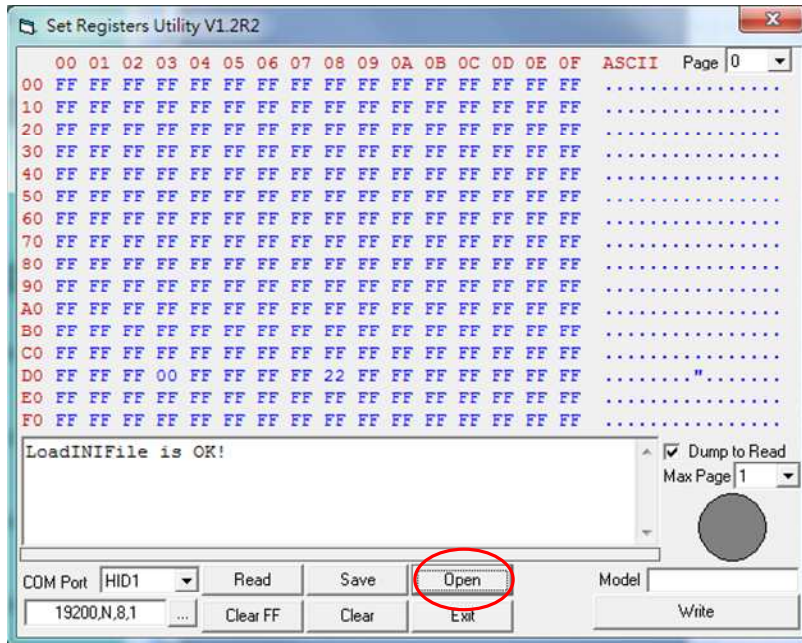 Set Registers Utility V1.2R2
00 01 02 03 04 05 06 07 08 09 0A 0B 0C 0D 0E 0F ASCII Page 0
00 FF FF FF FF FF FF FF FF FF FF FF FF FF FF FF FF ................
10 FF FF FF FF FF FF FF FF FF FF FF FF FF FF FF FF ................
20 FF FF FF FF FF FF FF FF FF FF FF FF FF FF FF FF ................
30 FF FF FF FF FF FF FF FF FF FF FF FF FF FF FF FF ................
40 FF FF FF FF FF FF FF FF FF FF FF FF FF FF FF FF ................
50 FF FF FF FF FF FF FF FF FF FF FF FF FF FF FF FF ................
60 FF FF FF FF FF FF FF FF FF FF FF FF FF FF FF FF ................
70 FF FF FF FF FF FF FF FF FF FF FF FF FF FF FF FF ................
80 FF FF FF FF FF FF FF FF FF FF FF FF FF FF FF FF ................
90 FF FF FF FF FF FF FF FF FF FF FF FF FF FF FF FF ................
A0 FF FF FF FF FF FF FF FF FF FF FF FF FF FF FF FF ................
B0 FF FF FF FF FF FF FF FF FF FF FF FF FF FF FF FF ................
C0 FF FF FF FF FF FF FF FF FF FF FF FF FF FF FF FF ................
D0 FF FF FF 00 FF FF FF FF 22 FF FF FF FF FF FF FF ........".......
E0 FF FF FF FF FF FF FF FF FF FF FF FF FF FF FF FF ................
F0 FF FF FF FF FF FF FF FF FF FF FF FF FF FF FF FF ................
LoadINIFile is OK!
Dump to Read
Max Page 1
COM Port HID1 Read Save Open Model
19200,N,8,1 ... Clear FF Clear Exit Write